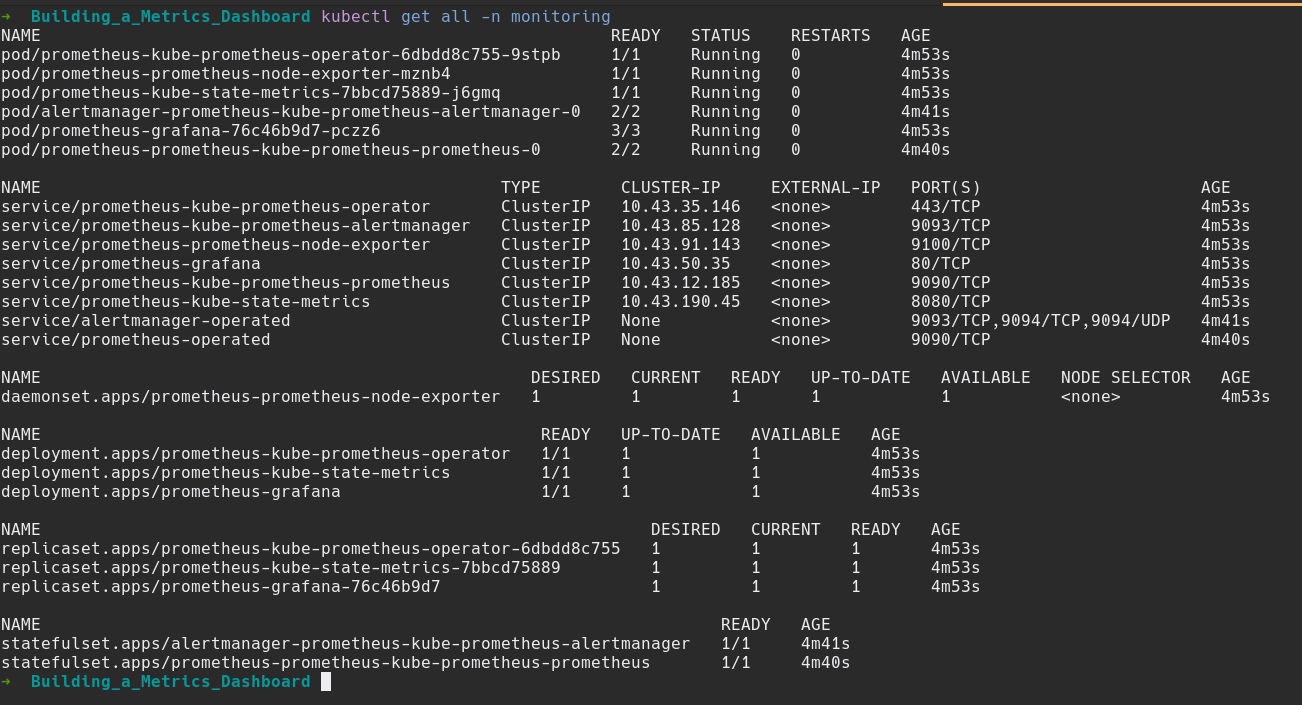 ➜  Building_a_Metrics_Dashboard kubectl get all -n monitoring
NAME                                                         READY   STATUS    RESTARTS   AGE
pod/prometheus-kube-prometheus-operator-6dbdd8c755-9stpb     1/1     Running   0          4m53s
pod/prometheus-prometheus-node-exporter-mznb4                1/1     Running   0          4m53s
pod/prometheus-kube-state-metrics-7bbcd75889-j6gmq           1/1     Running   0          4m53s
pod/alertmanager-prometheus-kube-prometheus-alertmanager-0   2/2     Running   0          4m41s
pod/prometheus-grafana-76c46b9d7-pczz6                       3/3     Running   0          4m53s
pod/prometheus-prometheus-kube-prometheus-prometheus-0       2/2     Running   0          4m40s

NAME                                              TYPE        CLUSTER-IP     EXTERNAL-IP   PORT(S)                      AGE
service/prometheus-kube-prometheus-operator       ClusterIP   10.43.35.146   <none>        443/TCP                      4m53s
service/prometheus-kube-prometheus-alertmanager   ClusterIP   10.43.85.128   <none>        9093/TCP                     4m53s
service/prometheus-prometheus-node-exporter       ClusterIP   10.43.91.143   <none>        9100/TCP                     4m53s
service/prometheus-grafana                        ClusterIP   10.43.50.35    <none>        80/TCP                       4m53s
service/prometheus-kube-prometheus-prometheus     ClusterIP   10.43.12.185   <none>        9090/TCP                     4m53s
service/prometheus-kube-state-metrics             ClusterIP   10.43.190.45   <none>        8080/TCP                     4m53s
service/alertmanager-operated                     ClusterIP   None           <none>        9093/TCP,9094/TCP,9094/UDP   4m41s
service/prometheus-operated                       ClusterIP   None           <none>        9090/TCP                     4m40s

NAME                                                 DESIRED   CURRENT   READY   UP-TO-DATE   AVAILABLE   NODE SELECTOR   AGE
daemonset.apps/prometheus-prometheus-node-exporter   1         1         1       1            1           <none>          4m53s

NAME                                                  READY   UP-TO-DATE   AVAILABLE   AGE
deployment.apps/prometheus-kube-prometheus-operator   1/1     1            1           4m53s
deployment.apps/prometheus-kube-state-metrics         1/1     1            1           4m53s
deployment.apps/prometheus-grafana                    1/1     1            1           4m53s

NAME                                                             DESIRED   CURRENT   READY   AGE
replicaset.apps/prometheus-kube-prometheus-operator-6dbdd8c755   1         1         1       4m53s
replicaset.apps/prometheus-kube-state-metrics-7bbcd75889         1         1         1       4m53s
replicaset.apps/prometheus-grafana-76c46b9d7                     1         1         1       4m53s

NAME                                                                    READY   AGE
statefulset.apps/alertmanager-prometheus-kube-prometheus-alertmanager   1/1     4m41s
statefulset.apps/prometheus-prometheus-kube-prometheus-prometheus       1/1     4m40s
➜  Building_a_Metrics_Dashboard